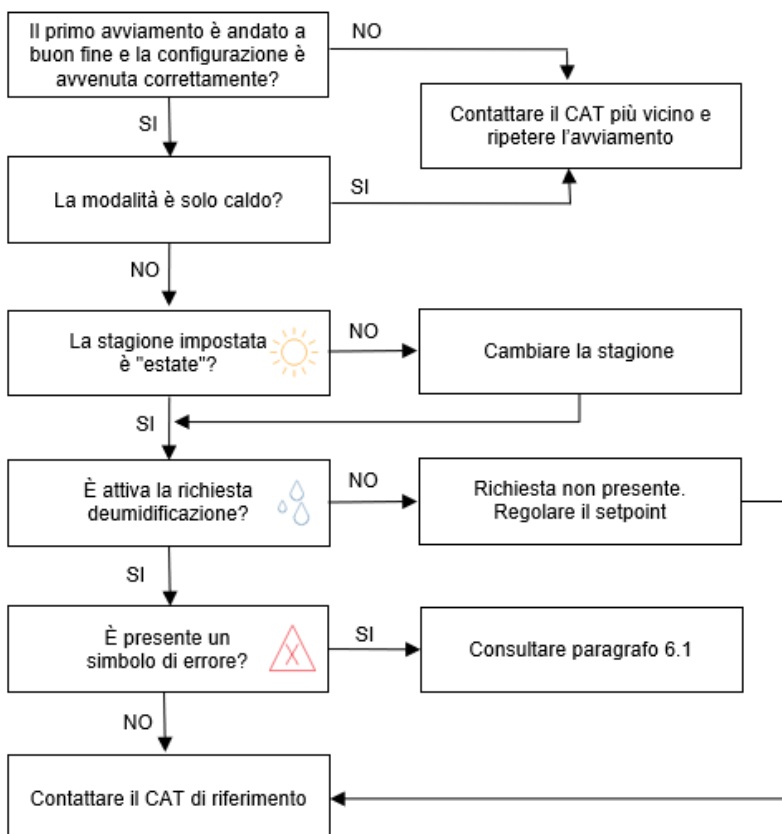 Il primo avviamento è andato a
buon fine e la configurazione è
avvenuta correttamente?
NO
Contattare il CAT più vicino e
ripetere l'avviamento
SI
La modalità è solo caldo?
SI
NO
La stagione impostata
è "estate"?
NO
Cambiare la stagione
SI
È attiva la richiesta
deumidificazione?
NO
Richiesta non presente.
Regolare il setpoint
SI
È presente un
simbolo di errore?
X
SI
Consultare paragrafo 6.1
NO
Contattare il CAT di riferimento